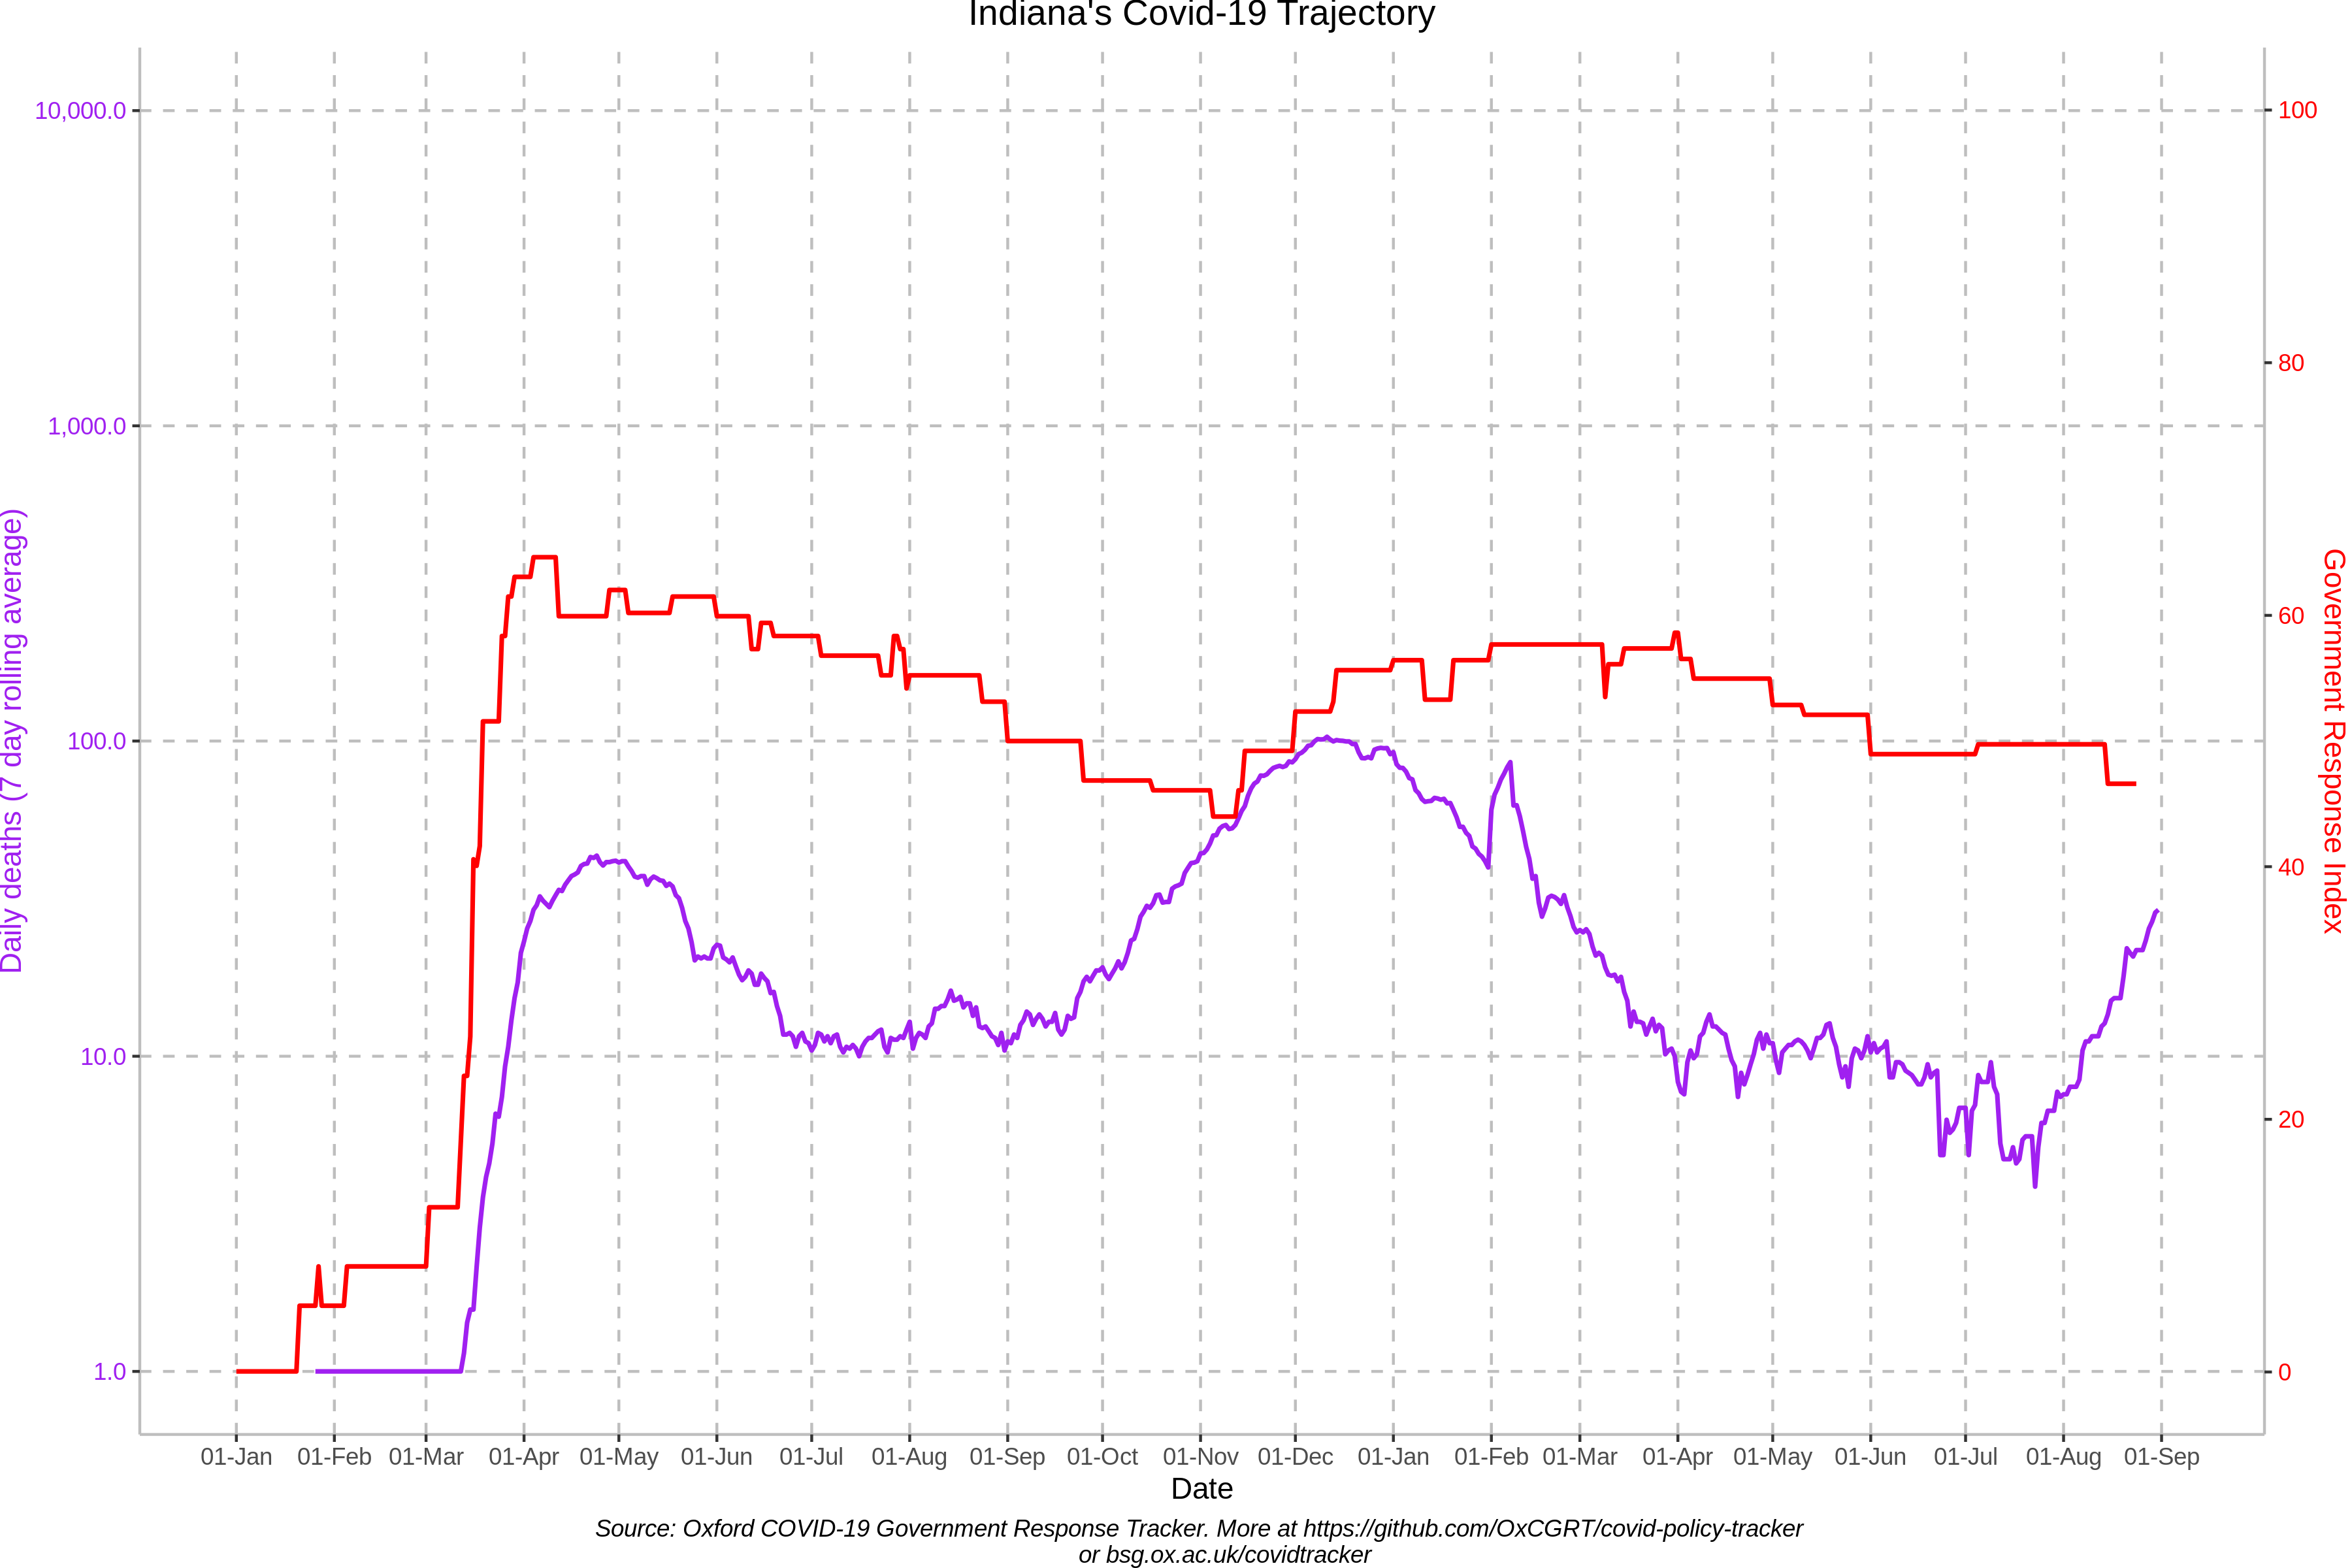 Indiana's Covid-19 Trajectory
10,000.0
1,000.0
100.0
10.0
1.0
Daily deaths (7 day rolling average)
100
80
60
40
20
0
Government Response Index
01-Jan 01-Feb 01-Mar 01-Apr 01-May 01-Jun 01-Jul 01-Aug 01-Sep 01-Oct 01-Nov 01-Dec 01-Jan 01-Feb 01-Mar 01-Apr 01-May 01-Jun 01-Jul 01-Aug 01-Sep
Date
Source: Oxford COVID-19 Government Response Tracker. More at https://github.com/OxCGRT/covid-policy-tracker
or bsg.ox.ac.uk/covidtracker